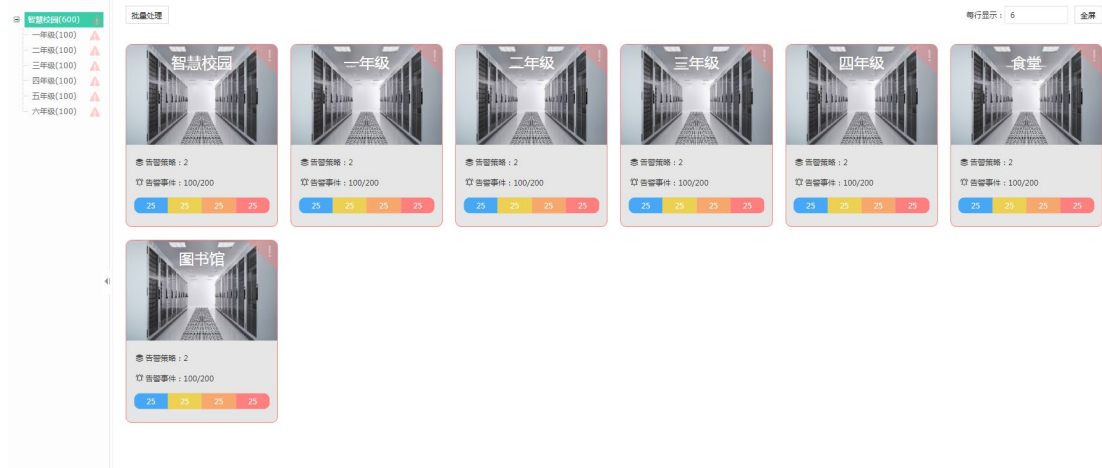 智慧校园(600)
一年级(100)
二年级(100)
三年级(100)
四年级(100)
五年级(100)
六年级(100)
批量处理
每行显示：6
全屏
智慧校园
告警策略：2
告警事件：100/200
25 25 25 25
一年级
告警策略：2
告警事件：100/200
25 25 25 25
二年级
告警策略：2
告警事件：100/200
25 25 25 25
三年级
告警策略：2
告警事件：100/200
25 25 25 25
四年级
告警策略：2
告警事件：100/200
25 25 25 25
食堂
告警策略：2
告警事件：100/200
25 25 25 25
图书馆
告警策略：2
告警事件：100/200
25 25 25 25